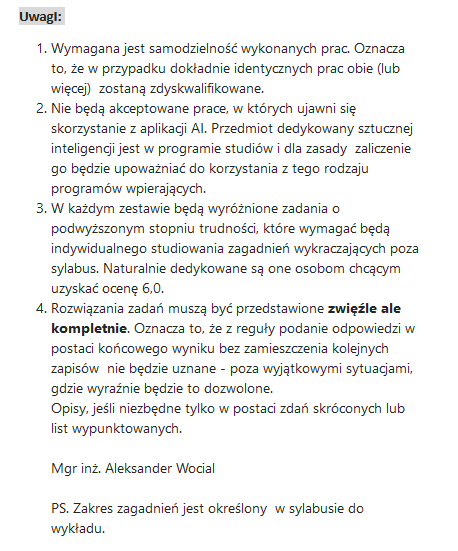 UwagI:
1. Wymagana jest samodzielność wykonanych prac. Oznacza
to, że w przypadku dokładnie identycznych prac obie (lub
więcej) zostaną zdyskwalifikowane.
2. Nie będą akceptowane prace, w których ujawni się
skorzystanie z aplikacji AI. Przedmiot dedykowany sztucznej
inteligencji jest w programie studiów i dla zasady zaliczenie
go będzie upoważniać do korzystania z tego rodzaju
programów wpierających.
3. W każdym zestawie będą wyróżnione zadania o
podwyższonym stopniu trudności, które wymagać będą
indywidualnego studiowania zagadnień wykraczających poza
sylabus. Naturalnie dedykowane są one osobom chcącym
uzyskać ocenę 6,0.
4. Rozwiązania zadań muszą być przedstawione zwięźle ale
kompletnie. Oznacza to, że z reguły podanie odpowiedzi w
postaci końcowego wyniku bez zamieszczenia kolejnych
zapisów nie będzie uznane - poza wyjątkowymi sytuacjami,
gdzie wyraźnie będzie to dozwolone.
Opisy, jeśli niezbędne tylko w postaci zdań skróconych lub
list wypunktowanych.
Mgr inż. Aleksander Wocial
PS. Zakres zagadnień jest określony w sylabusie do
wykładu.